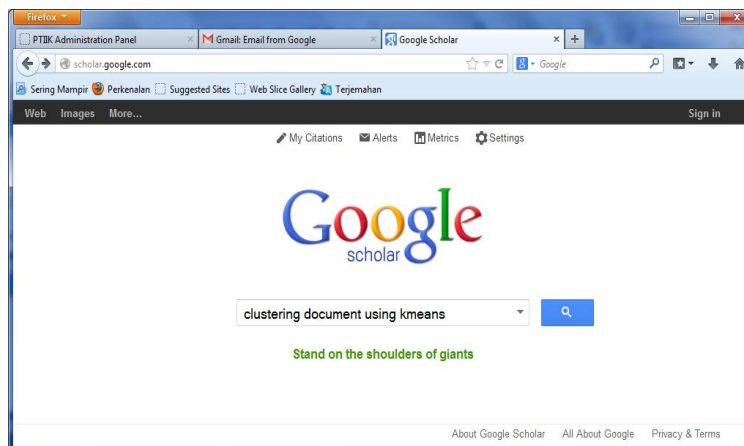 Firefox
PTIIK Administration Panel
Gmail: Email from Google
Google Scholar
scholar.google.com
Google
Sering Mampir Perkenalan Suggested Sites Web Slice Gallery Terjemahan
Web Images More... Sign in
My Citations Alerts Metrics Settings
Google
scholar
clustering document using kmeans
Stand on the shoulders of giants
About Google Scholar All About Google Privacy & Terms